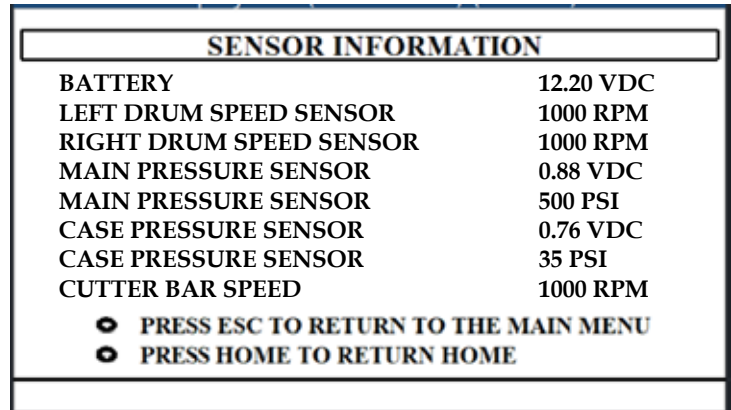 SENSOR INFORMATION
BATTERY 12.20 VDC
LEFT DRUM SPEED SENSOR 1000 RPM
RIGHT DRUM SPEED SENSOR 1000 RPM
MAIN PRESSURE SENSOR 0.88 VDC
MAIN PRESSURE SENSOR 500 PSI
CASE PRESSURE SENSOR 0.76 VDC
CASE PRESSURE SENSOR 35 PSI
CUTTER BAR SPEED 1000 RPM
PRESS ESC TO RETURN TO THE MAIN MENU
PRESS HOME TO RETURN HOME